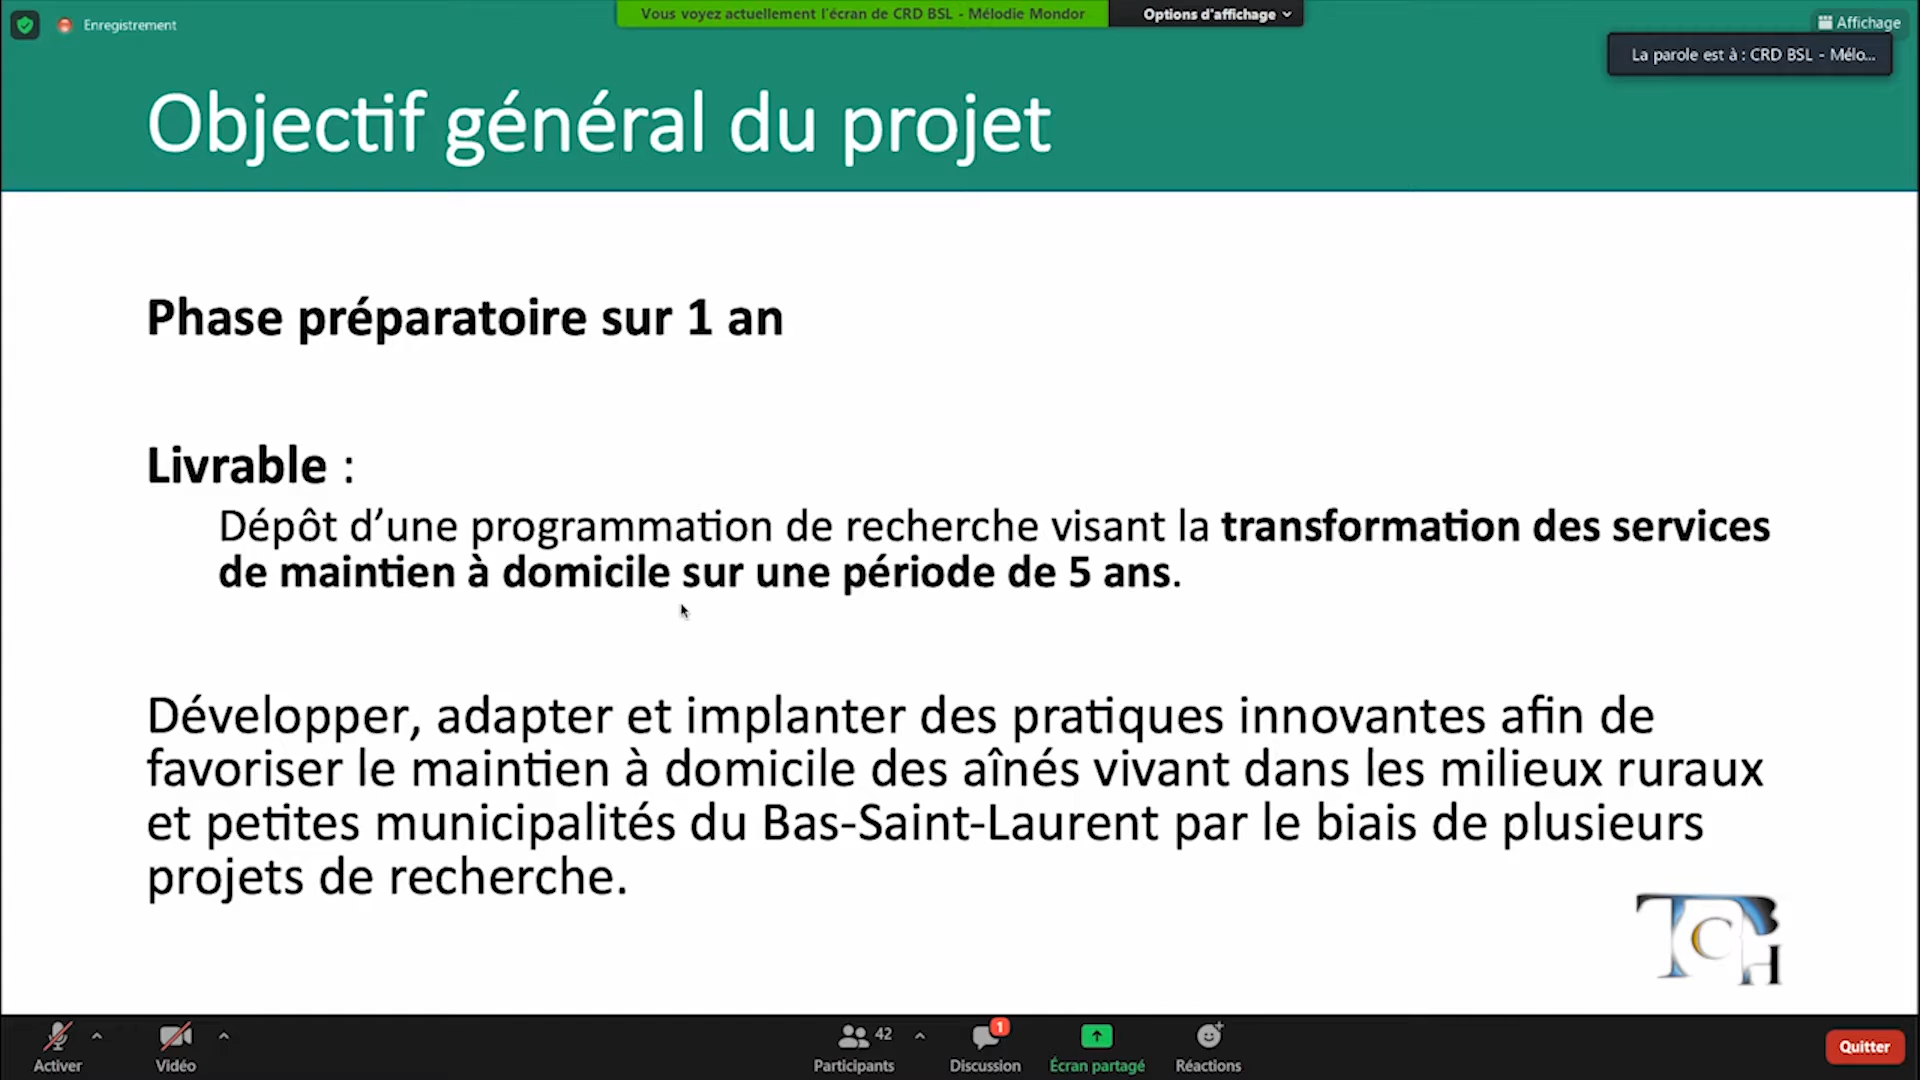 Enregistrement
Vous voyez actuellement l'écran de CRD BSL - Mélodie Mondor
Options d'affichage
Affichage
La parole est à : CRD BSL - Mélo...
Objectif général du projet
Phase préparatoire sur 1 an
Livrable :
Dépôt d’une programmation de recherche visant la transformation des services
de maintien à domicile sur une période de 5 ans.
Développer, adapter et implanter des pratiques innovantes afin de
favoriser le maintien à domicile des aînés vivant dans les milieux ruraux
et petites municipalités du Bas-Saint-Laurent par le biais de plusieurs
projets de recherche.
Activer
Vidéo
42
Participants
1
Discussion
Écran partagé
Réactions
Quitter